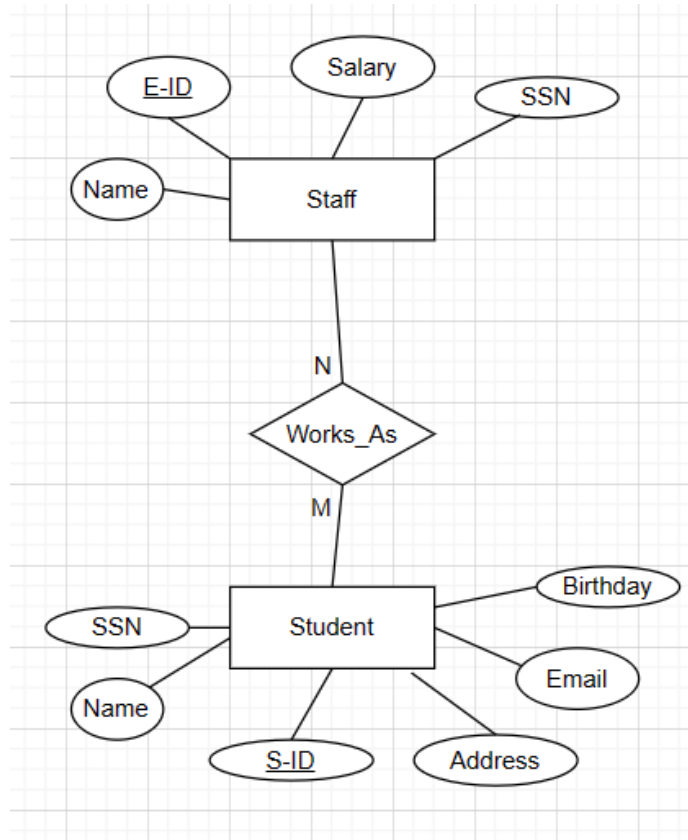 Salary
E-ID
SSN
Name
Staff
N
Works_As
M
Birthday
SSN
Student
Email
Name
S-ID
Address